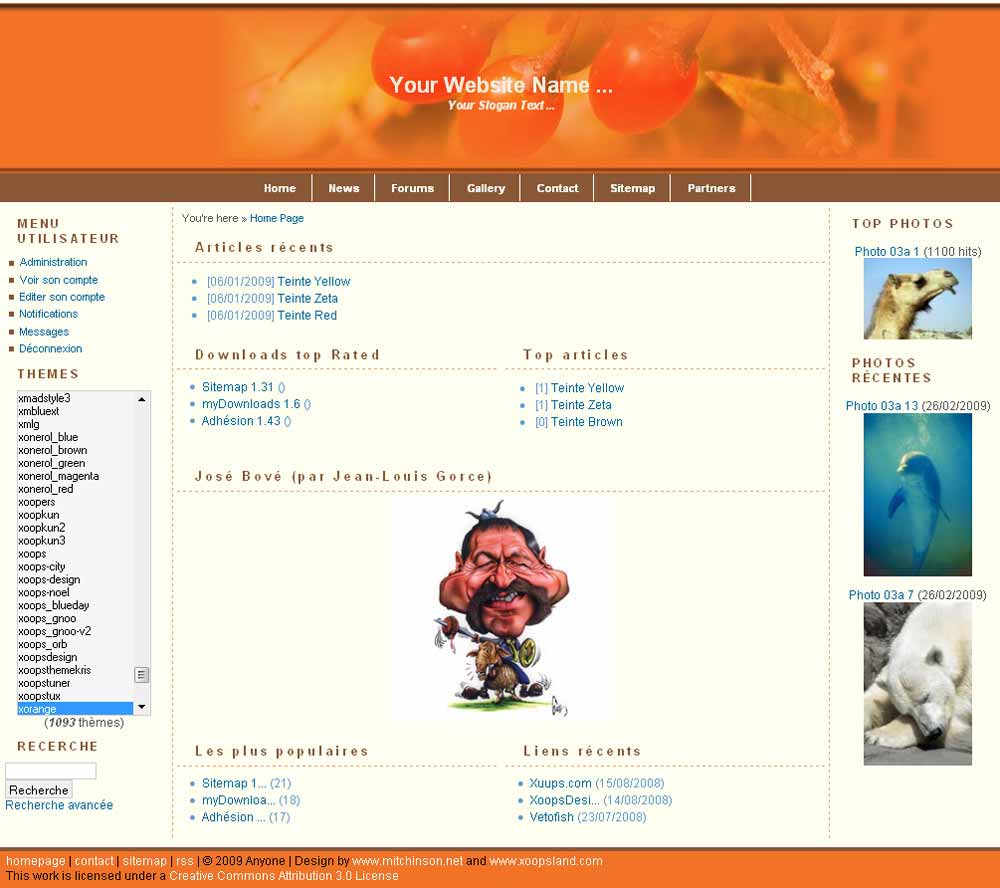 Your Website Name ...
Your Slogan Text ...
Home
News
Forums
Gallery
Contact
Sitemap
Partners
MENU
UTILISATEUR
Administration
Voir son compte
Editer son compte
Notifications
Messages
Déconnexion
THEMES
xmadstyle3
xmbluext
xmlg
xonerol_blue
xonerol_brown
xonerol_green
xonerol_magenta
xonerol_red
xoopers
xoopkun
xoopkun2
xoopkun3
xoops
xoops-city
xoops-design
xoops-noel
xoops_blueday
xoops_gnoo
xoops_gnoo-v2
xoops_orb
xoopsdesign
xoopsthemekris
xoopstuner
xoopstux
xorange
(1093 thèmes)
RECERCHE
Recherche
Recherche avancée
You're here » Home Page
Articles récents
[06/01/2009] Teinte Yellow
[06/01/2009] Teinte Zeta
[06/01/2009] Teinte Red
Downloads top Rated
Sitemap 1.31 ()
myDownloads 1.6 ()
Adhésion 1.43 ()
Top articles
[1] Teinte Yellow
[1] Teinte Zeta
[0] Teinte Brown
José Bové (par Jean-Louis Gorce)
Les plus populaires
Sitemap 1... (21)
myDownloa... (18)
Adhésion ... (17)
Liens récents
Xuups.com (15/08/2008)
XoopsDesi... (14/08/2008)
Vetofish (23/07/2008)
TOP PHOTOS
Photo 03a 1 (1100 hits)
PHOTOS
RÉCENTES
Photo 03a 13 (26/02/2009)
Photo 03a 7 (26/02/2009)
homepage | contact | sitemap | rss | © 2009 Anyone | Design by www.mitchinson.net and www.xoopsland.com
This work is licensed under a Creative Commons Attribution 3.0 License